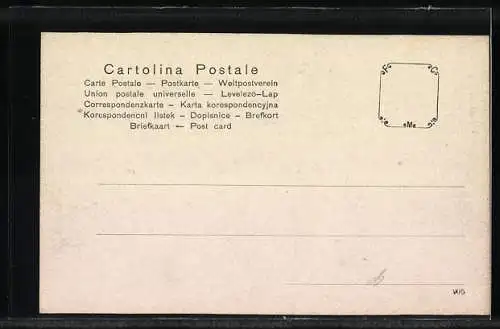 Cartolina Postale
Carte Postale — Postkarte — Weltpostverein
Union postale universelle — Levelező-Lap
Correspondenzkarte – Karta korespondencyjna
Korespondenční lístek – Dopisnice – Brefkort
Briefkaart — Post card
P C
M